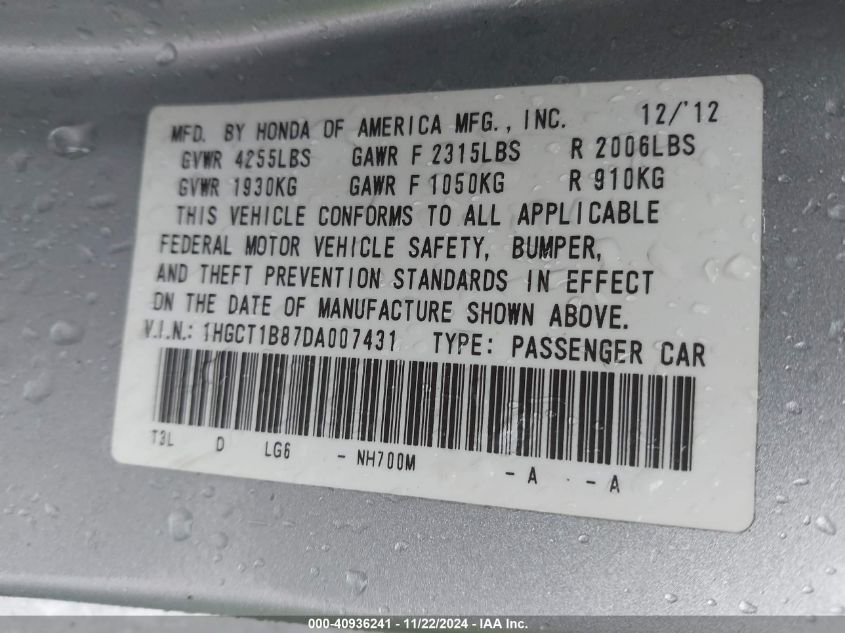 MFD. BY HONDA OF AMERICA MFG., INC. 12/'12
GVWR 4255LBS GAWR F 2315LBS R 2006LBS
GVWR 1930KG GAWR F 1050KG R 910KG
THIS VEHICLE CONFORMS TO ALL APPLICABLE
FEDERAL MOTOR VEHICLE SAFETY, BUMPER,
AND THEFT PREVENTION STANDARDS IN EFFECT
ON THE DATE OF MANUFACTURE SHOWN ABOVE.
V.I.N.: 1HGCT1B87DA007431 TYPE: PASSENGER CAR
T3L D LG6 - NH700M - A - A
000-40936241 - 11/22/2024 - IAA Inc.